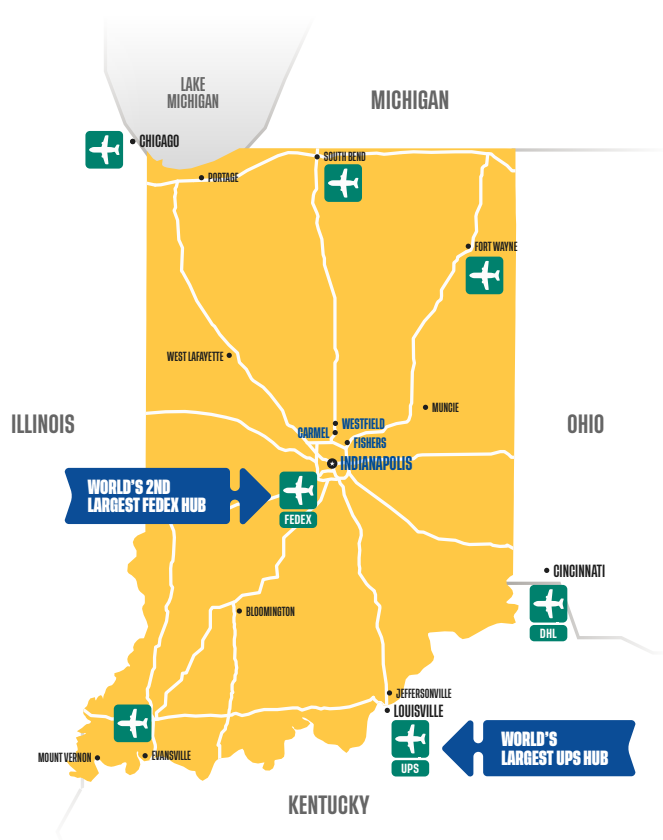 LAKE
MICHIGAN
MICHIGAN
CHICAGO
SOUTH BEND
PORTAGE
FORT WAYNE
WEST LAFAYETTE
MUNCIE
ILLINOIS
OHIO
WESTFIELD
CARMEL
FISHERS
INDIANAPOLIS
WORLD'S 2ND
LARGEST FEDEX HUB
FEDEX
CINCINNATI
DHL
BLOOMINGTON
JEFFERSONVILLE
LOUISVILLE
WORLD'S
LARGEST UPS HUB
UPS
MOUNT VERNON
EVANSVILLE
KENTUCKY